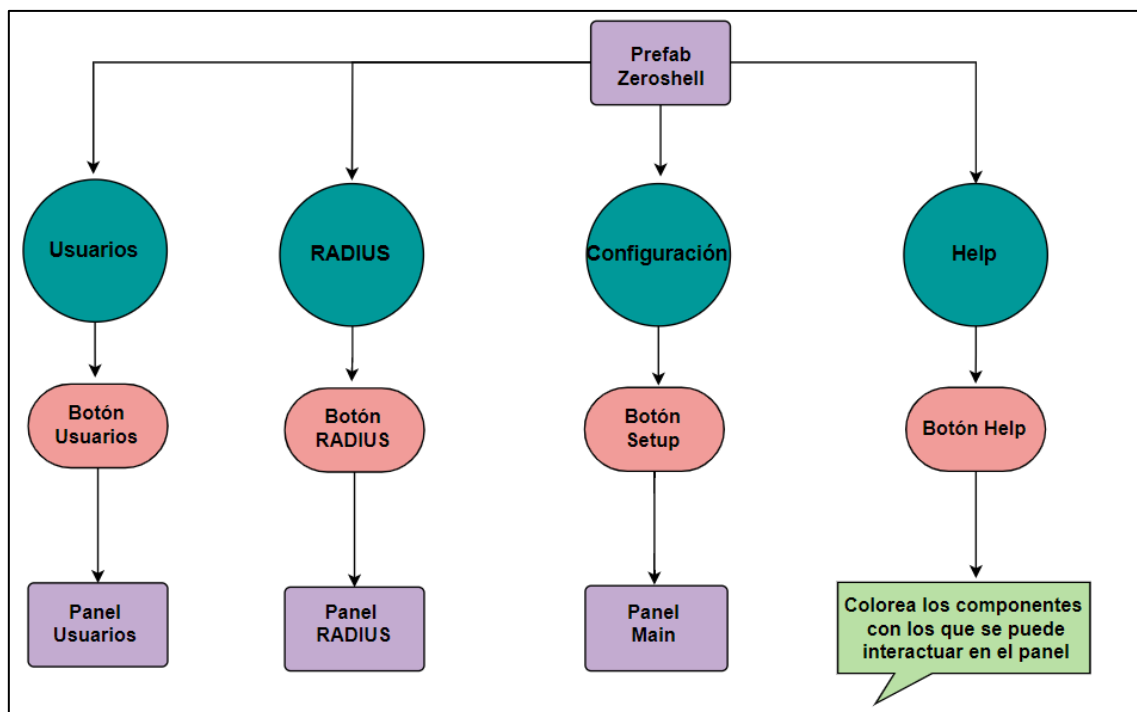 Prefab
Zeroshell
Usuarios
RADIUS
Configuración
Help
Botón
Usuarios
Botón
RADIUS
Botón
Setup
Botón Help
Panel
Usuarios
Panel
RADIUS
Panel
Main
Colorea los componentes
con los que se puede
interactuar en el panel